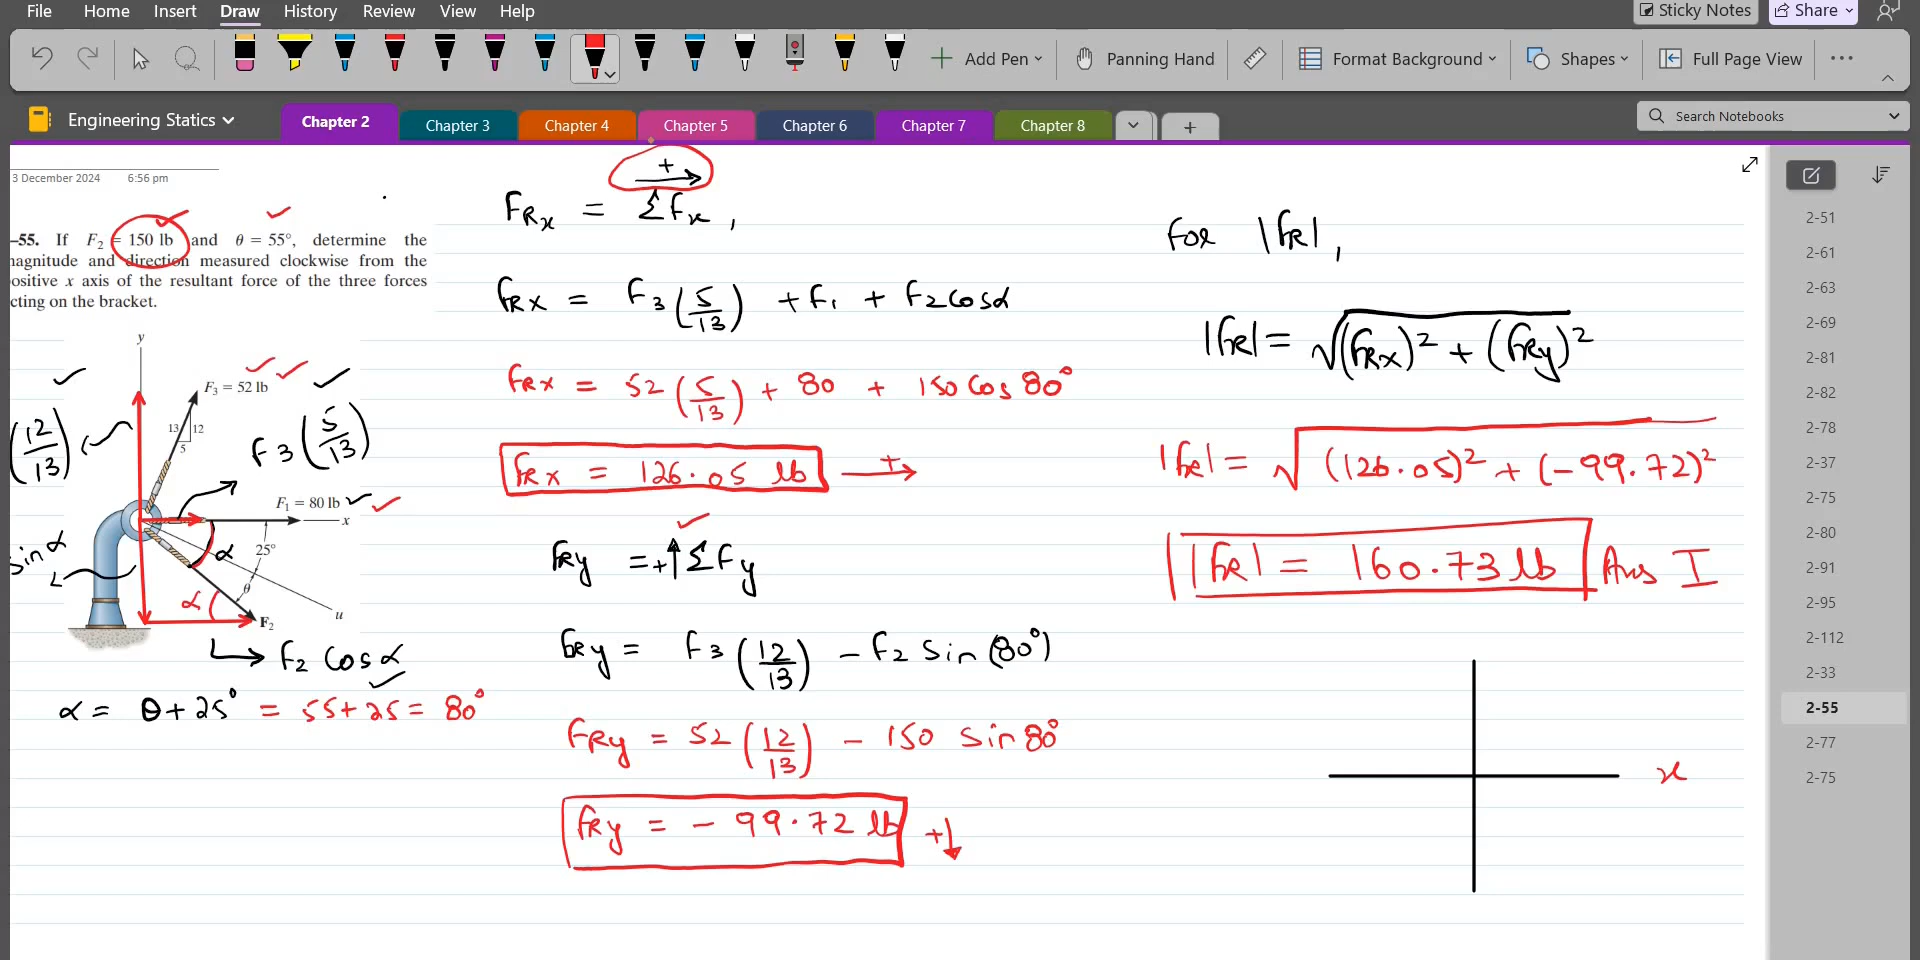 File Home Insert Draw History Review View Help
Sticky Notes Share
Add Pen Panning Hand Format Background Shapes Full Page View
Engineering Statics
Chapter 2 Chapter 3 Chapter 4 Chapter 5 Chapter 6 Chapter 7 Chapter 8 +
Search Notebooks
3 December 2024 6:56 pm
–55. If F₂ = 150 lb and θ = 55°, determine the
agnitude and direction measured clockwise from the
ositive x axis of the resultant force of the three forces
cting on the bracket.
y
F₃ = 52 lb
13 12
5
(12/13)
F3 (5/13)
F₁ = 80 lb
x
25°
α
θ
sin α
α
u
F₂
F₂ cos α
α = θ + 25° = 55 + 25 = 80°
+→
FRx = ΣFx,
FRx = F3 (5/13) + F1 + F2 cos α
FRx = 52 (5/13) + 80 + 150 cos 80°
FRx = 126.05 lb +→
FRy = +↑ ΣFy
FRy = F3 (12/13) − F2 sin (80°)
FRy = 52 (12/13) − 150 sin 80°
FRy = − 99.72 lb +↓
For |FR|,
|FR| = √(FRx)² + (FRy)²
|FR| = √(126.05)² + (−99.72)²
|FR| = 160.73 lb Ans I
x
2-51
2-61
2-63
2-69
2-81
2-82
2-78
2-37
2-75
2-80
2-91
2-95
2-112
2-33
2-55
2-77
2-75